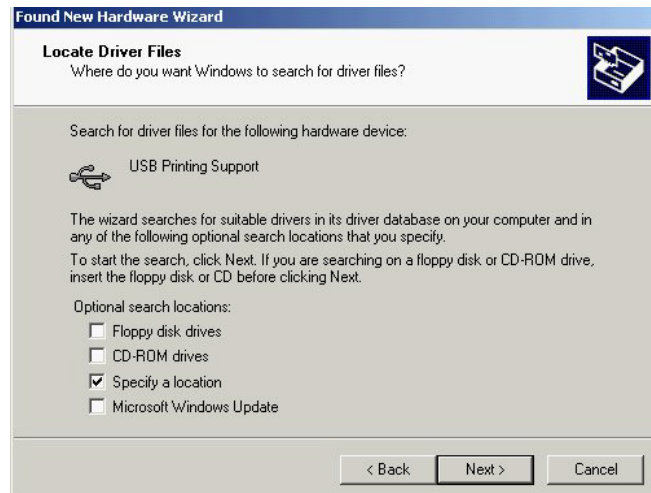 Found New Hardware Wizard
Locate Driver Files
Where do you want Windows to search for driver files?
Search for driver files for the following hardware device:
USB Printing Support
The wizard searches for suitable drivers in its driver database on your computer and in
any of the following optional search locations that you specify.
To start the search, click Next. If you are searching on a floppy disk or CD-ROM drive,
insert the floppy disk or CD before clicking Next.
Optional search locations:
Floppy disk drives
CD-ROM drives
Specify a location
Microsoft Windows Update
< Back Next > Cancel